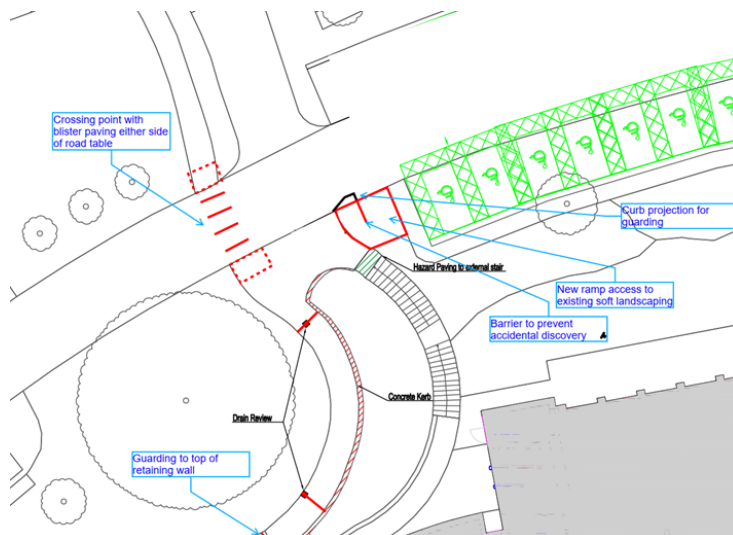 Crossing point with
blister paving either side
of road table
Curb projection for
guarding
Hazard Paving to external stair
New ramp access to
existing soft landscaping
Barrier to prevent
accidental discovery
Concrete Kerb
Drain Review
Guarding to top of
retaining wall